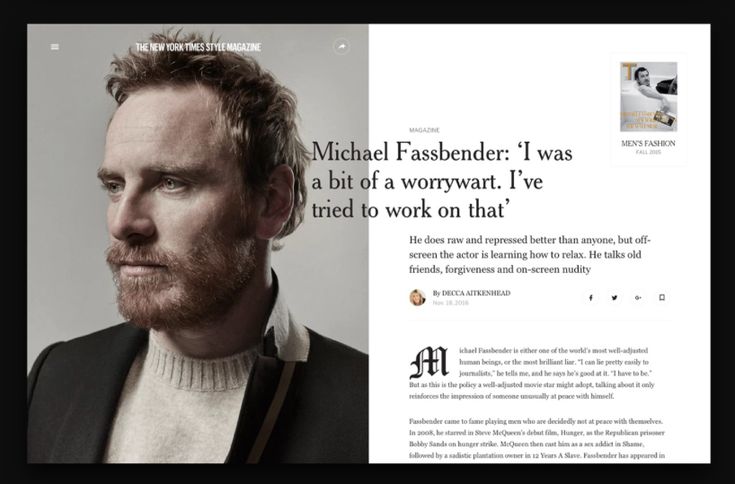 THE NEW YORK TIMES STYLE MAGAZINE
T
MEN'S FASHION
FALL 2015
MAGAZINE
Michael Fassbender: ‘I was
a bit of a worrywart. I’ve
tried to work on that’
He does raw and repressed better than anyone, but off-
screen the actor is learning how to relax. He talks old
friends, forgiveness and on-screen nudity
By DECCA AITKENHEAD
Nov. 18, 2016
f
G+
Michael Fassbender is either one of the world's most well-adjusted
human beings, or the most brilliant liar. “I can lie pretty easily to
journalists,” he tells me, and he says he's good at it. “I have to be.”
But as this is the policy a well-adjusted movie star might adopt, talking about it only
reinforces the impression of someone unusually at peace with himself.
Fassbender came to fame playing men who are decidedly not at peace with themselves.
In 2008, he starred in Steve McQueen's debut film, Hunger, as the Republican prisoner
Bobby Sands on hunger strike. McQueen then cast him as a sex addict in Shame,
followed by a sadistic plantation owner in 12 Years A Slave. Fassbender has appeared in